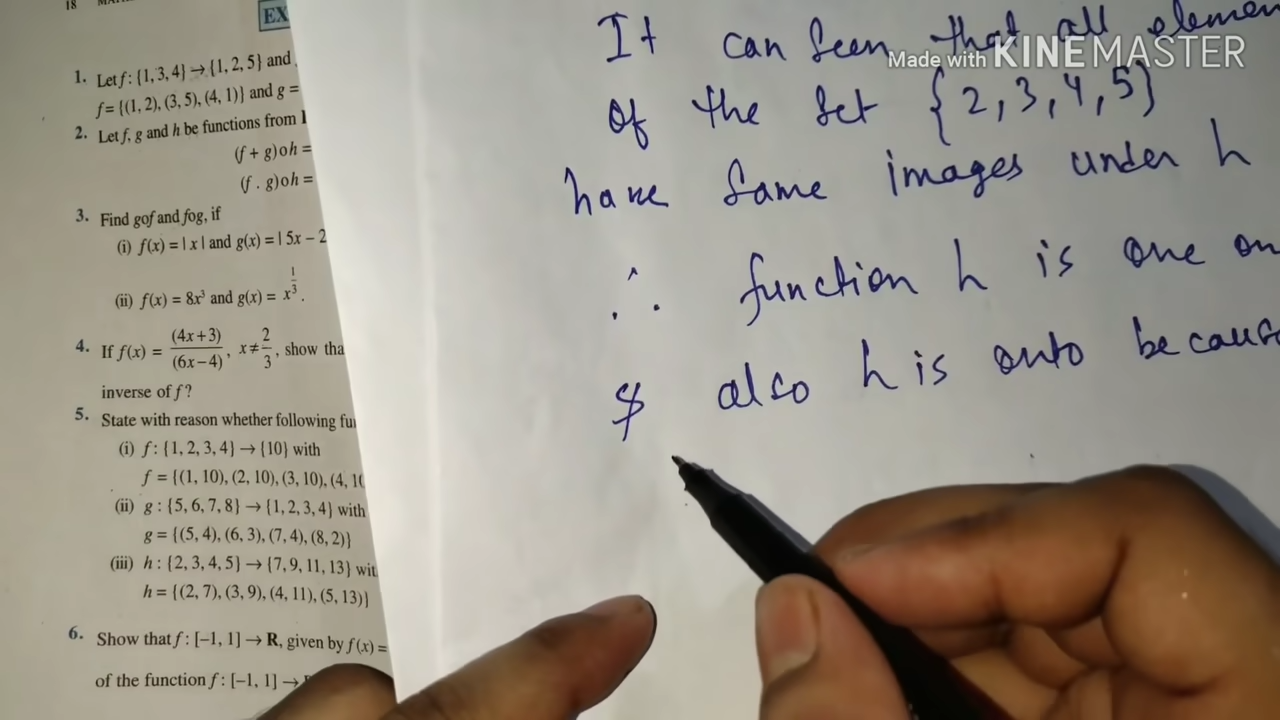 18
EX
1. Let f : {1, 3, 4} → {1, 2, 5} and
f = {(1, 2), (3, 5), (4, 1)} and g =
2. Let f, g and h be functions from
(f + g)oh =
(f . g)oh =
3. Find gof and fog, if
(i) f(x) = | x | and g(x) = | 5x – 2
(ii) f(x) = 8x³ and g(x) = x^(1/3).
4. If f(x) = (4x+3)/(6x–4), x ≠ 2/3, show tha
inverse of f?
5. State with reason whether following fu
(i) f : {1, 2, 3, 4} → {10} with
f = {(1, 10), (2, 10), (3, 10), (4, 10
(ii) g : {5, 6, 7, 8} → {1, 2, 3, 4} with
g = {(5, 4), (6, 3), (7, 4), (8, 2)}
(iii) h : {2, 3, 4, 5} → {7, 9, 11, 13} wit
h = {(2, 7), (3, 9), (4, 11), (5, 13)}
6. Show that f : [–1, 1] → R, given by f(x) =
of the function f : [–1, 1] →
It can seen that all elemen
of the set {2, 3, 4, 5}
have same images under h
∴ function h is one on
& also h is onto because
Made with KINEMASTER